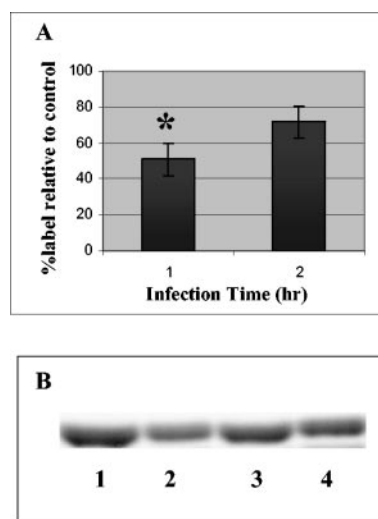 A
%label relative to control
100
80
60
40
20
0
*
1 2
Infection Time (hr)
B
1 2 3 4